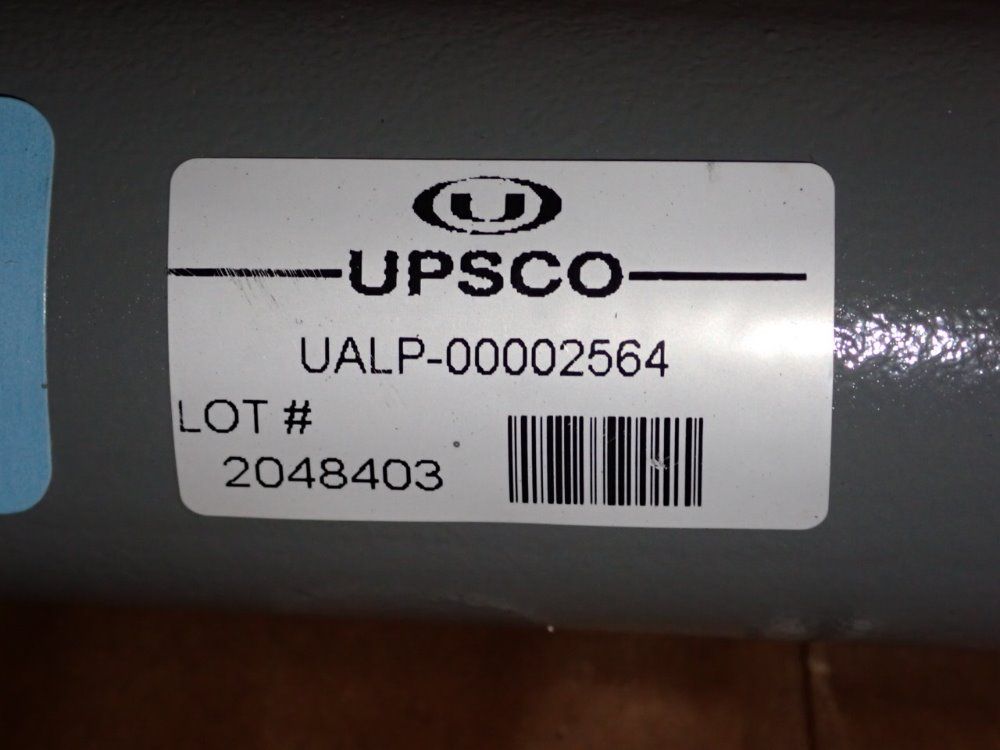 U
UPSCO
UALP-00002564
LOT #
2048403